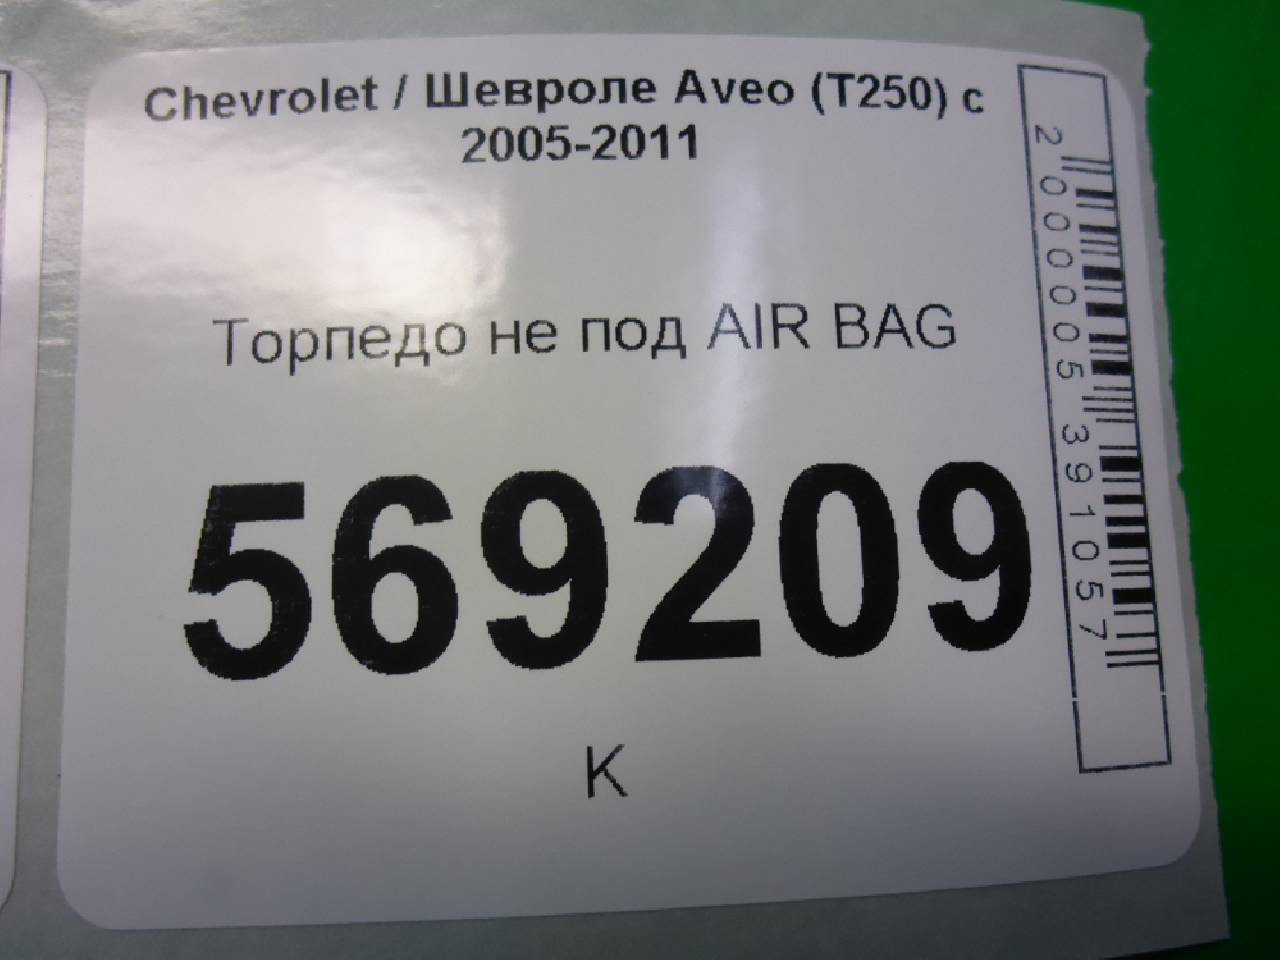 Chevrolet / Шевроле Aveo (T250) с
2005-2011
Торпедо не под AIR BAG
569209
К
2000005391057